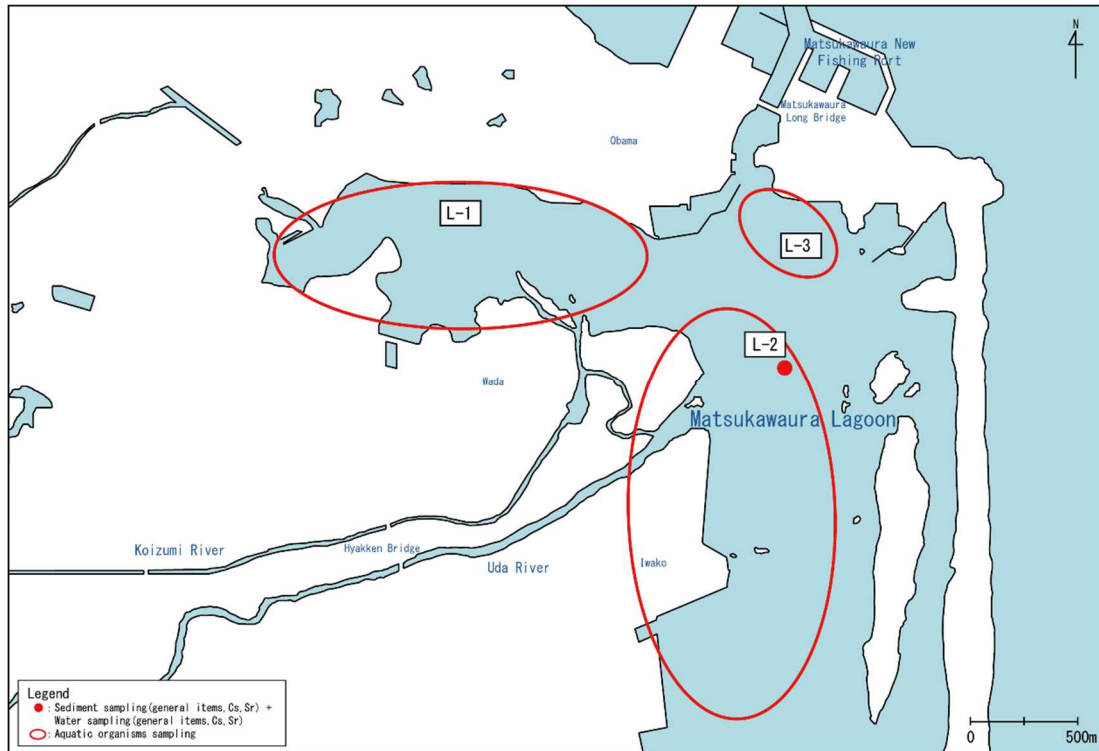 N
Matsukawaura New
Fishing Port
Matsukawaura
Long Bridge
Obama
L-1
L-3
L-2
Wada
Matsukawaura Lagoon
Koizumi River
Hyakken Bridge
Uda River
Iwako
Legend
: Sediment sampling(general items,Cs,Sr) +
Water sampling(general items,Cs,Sr)
: Aquatic organisms sampling
0 500m